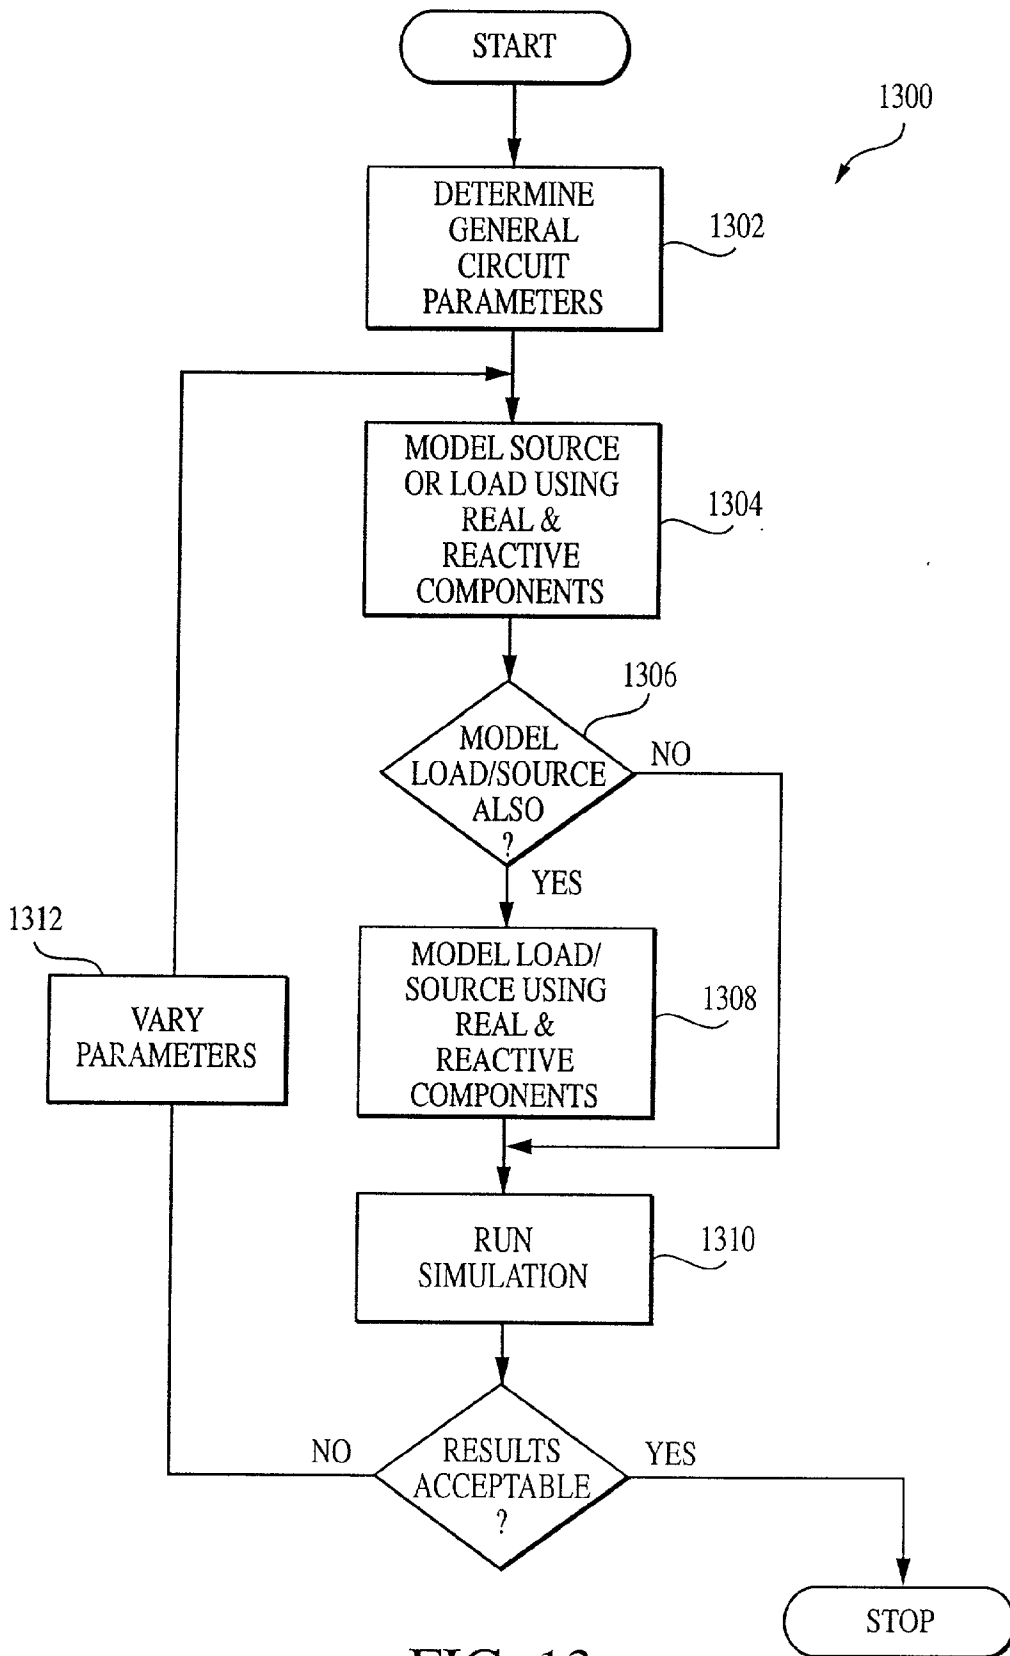 START
1300
DETERMINE
GENERAL
CIRCUIT
PARAMETERS
1302
MODEL SOURCE
OR LOAD USING
REAL &
REACTIVE
COMPONENTS
1304
1306
MODEL
LOAD/SOURCE
ALSO
?
NO
YES
1312
VARY
PARAMETERS
MODEL LOAD/
SOURCE USING
REAL &
REACTIVE
COMPONENTS
1308
RUN
SIMULATION
1310
NO
RESULTS
ACCEPTABLE
?
YES
STOP
FIG. 13